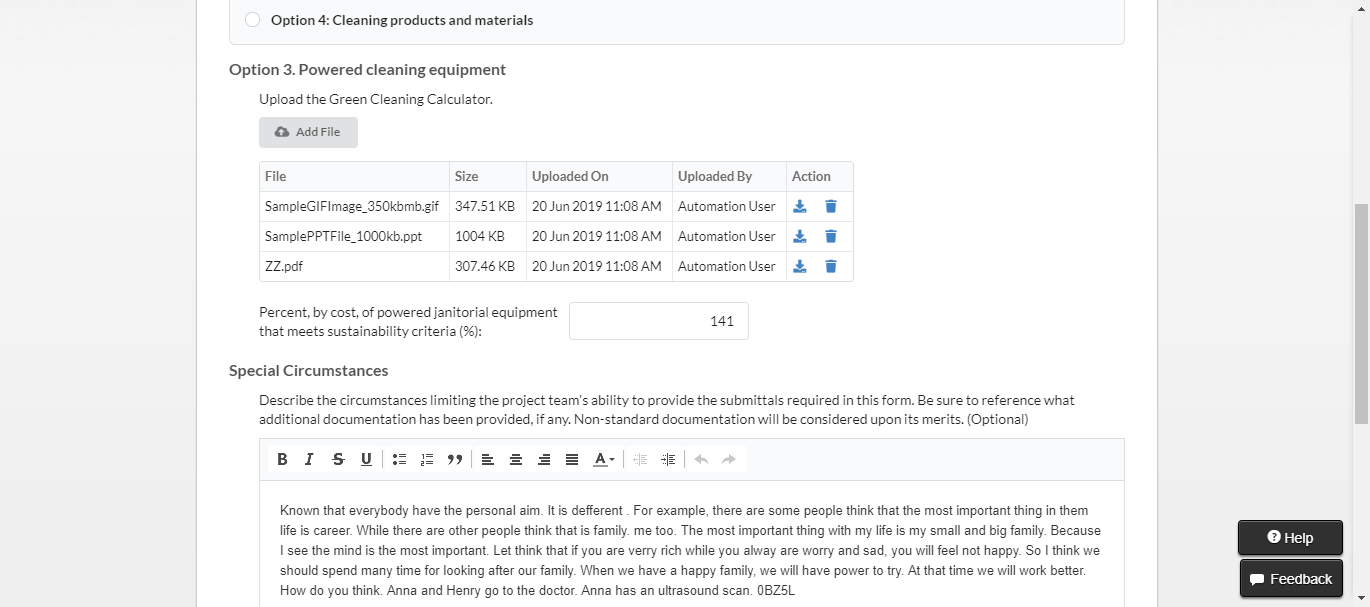 Option 4: Cleaning products and materials
Option 3. Powered cleaning equipment
Upload the Green Cleaning Calculator.
Add File
File Size Uploaded On Uploaded By Action
SampleGIFImage_350kbmb.gif 347.51 KB 20 Jun 2019 11:08 AM Automation User
SamplePPTFile_1000kb.ppt 1004 KB 20 Jun 2019 11:08 AM Automation User
ZZ.pdf 307.46 KB 20 Jun 2019 11:08 AM Automation User
Percent, by cost, of powered janitorial equipment
that meets sustainability criteria (%):
141
Special Circumstances
Describe the circumstances limiting the project team's ability to provide the submittals required in this form. Be sure to reference what
additional documentation has been provided, if any. Non-standard documentation will be considered upon its merits. (Optional)
B I S U A
Known that everybody have the personal aim. It is defferent . For example, there are some people think that the most important thing in them
life is career. While there are other people think that is family. me too. The most important thing with my life is my small and big family. Because
I see the mind is the most important. Let think that if you are verry rich while you alway are worry and sad, you will feel not happy. So I think we
should spend many time for looking after our family. When we have a happy family, we will have power to try. At that time we will work better.
How do you think. Anna and Henry go to the doctor. Anna has an ultrasound scan. 0BZ5L
Help
Feedback